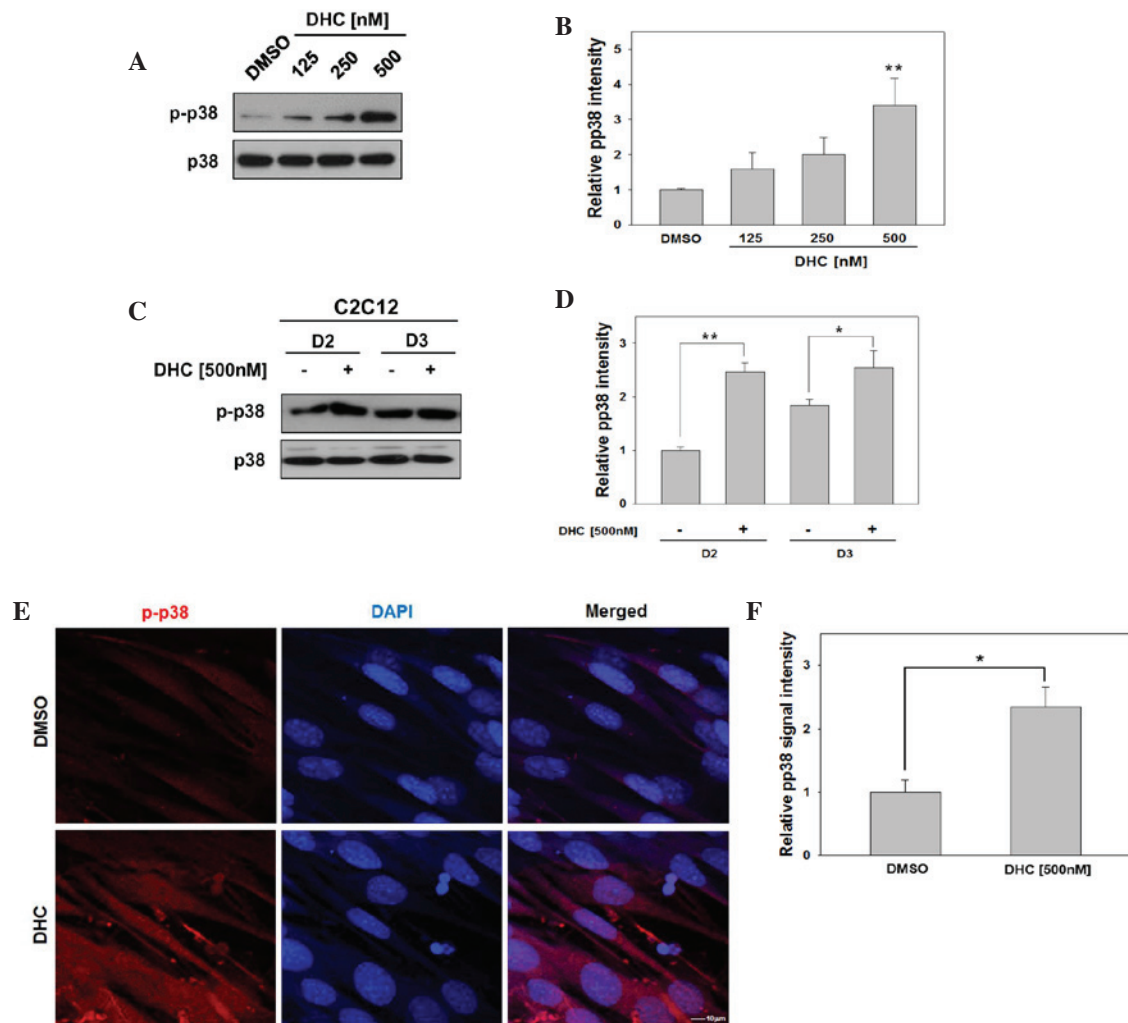 A
DHC [nM]
DMSO 125 250 500
p-p38
p38
B
Relative pp38 intensity
5
4
3
2
1
0
**
DMSO 125 250 500
DHC [nM]
C
C2C12
D2 D3
DHC [500nM] - + - +
p-p38
p38
D
Relative pp38 intensity
3
2
1
0
**
*
DHC [500nM] - + - +
D2 D3
E
p-p38 DAPI Merged
DMSO
DHC
10μm
F
Relative pp38 signal intensity
3
2
1
0
*
DMSO DHC [500nM]